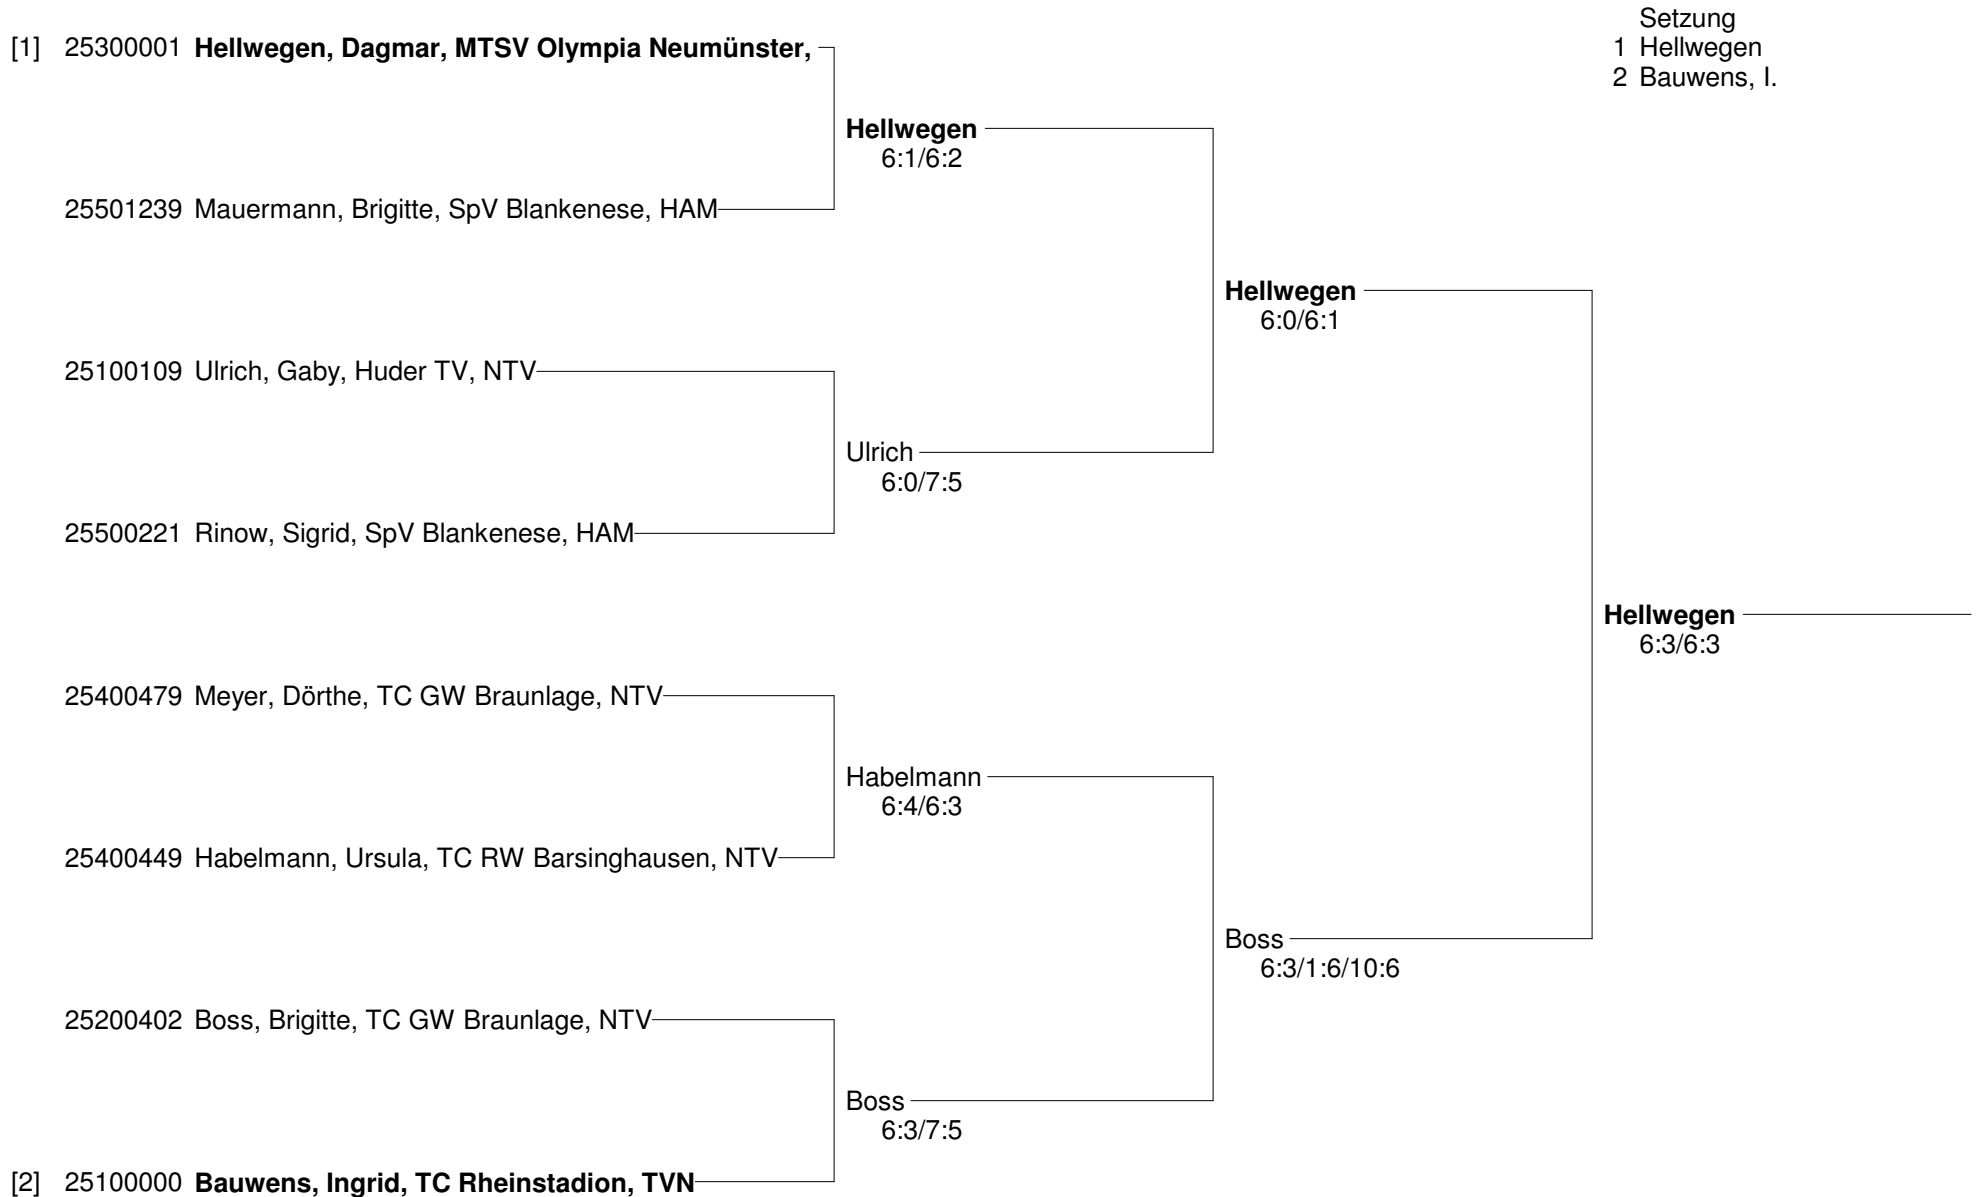 Setzung
1 Hellwegen
2 Bauwens, I.
[1] 25300001 Hellwegen, Dagmar, MTSV Olympia Neumünster,
Hellwegen
6:1/6:2
25501239 Mauermann, Brigitte, SpV Blankenese, HAM
Hellwegen
6:0/6:1
25100109 Ulrich, Gaby, Huder TV, NTV
Ulrich
6:0/7:5
25500221 Rinow, Sigrid, SpV Blankenese, HAM
Hellwegen
6:3/6:3
25400479 Meyer, Dörthe, TC GW Braunlage, NTV
Habelmann
6:4/6:3
25400449 Habelmann, Ursula, TC RW Barsinghausen, NTV
Boss
6:3/1:6/10:6
25200402 Boss, Brigitte, TC GW Braunlage, NTV
Boss
6:3/7:5
[2] 25100000 Bauwens, Ingrid, TC Rheinstadion, TVN